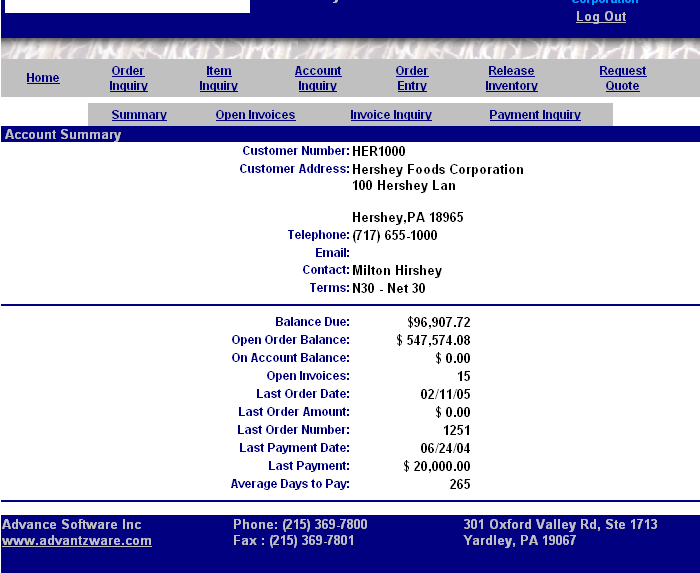 Corporation
Log Out
Home Order Inquiry Item Inquiry Account Inquiry Order Entry Release Inventory Request Quote
Summary Open Invoices Invoice Inquiry Payment Inquiry
Account Summary
Customer Number: HER1000
Customer Address: Hershey Foods Corporation
100 Hershey Lan
Hershey,PA 18965
Telephone: (717) 655-1000
Email:
Contact: Milton Hirshey
Terms: N30 - Net 30
Balance Due: $96,907.72
Open Order Balance: $ 547,574.08
On Account Balance: $ 0.00
Open Invoices: 15
Last Order Date: 02/11/05
Last Order Amount: $ 0.00
Last Order Number: 1251
Last Payment Date: 06/24/04
Last Payment: $ 20,000.00
Average Days to Pay: 265
Advance Software Inc Phone: (215) 369-7800 301 Oxford Valley Rd, Ste 1713
www.advantzware.com Fax : (215) 369-7801 Yardley, PA 19067